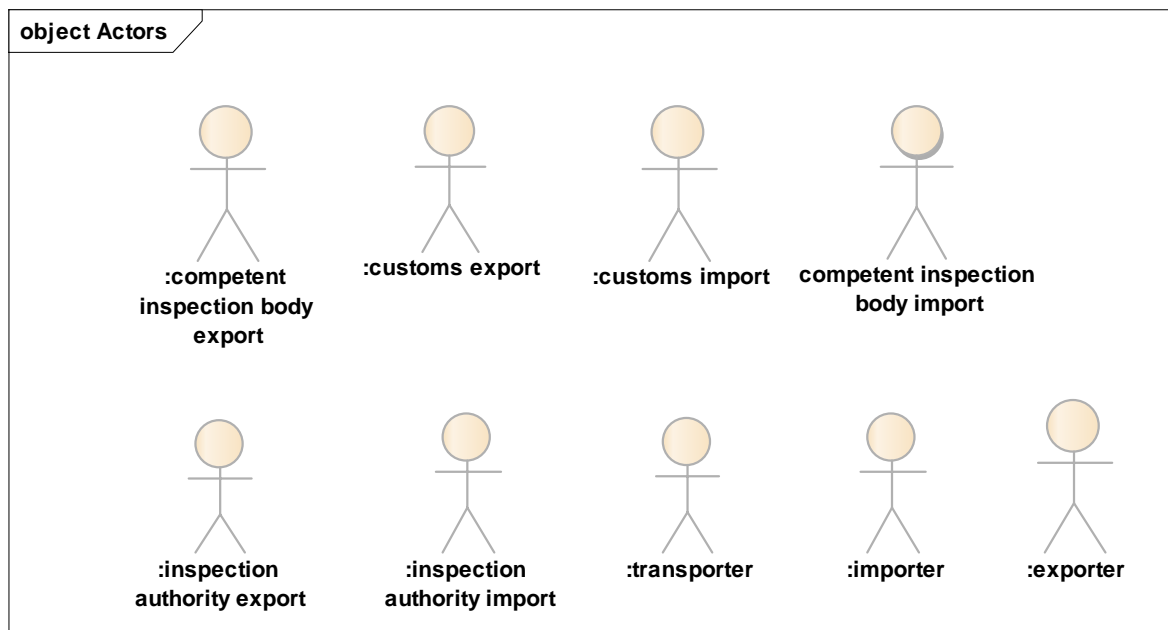 object Actors
:competent
inspection body
export
:customs export
:customs import
competent inspection
body import
:inspection
authority export
:inspection
authority import
:transporter
:importer
:exporter